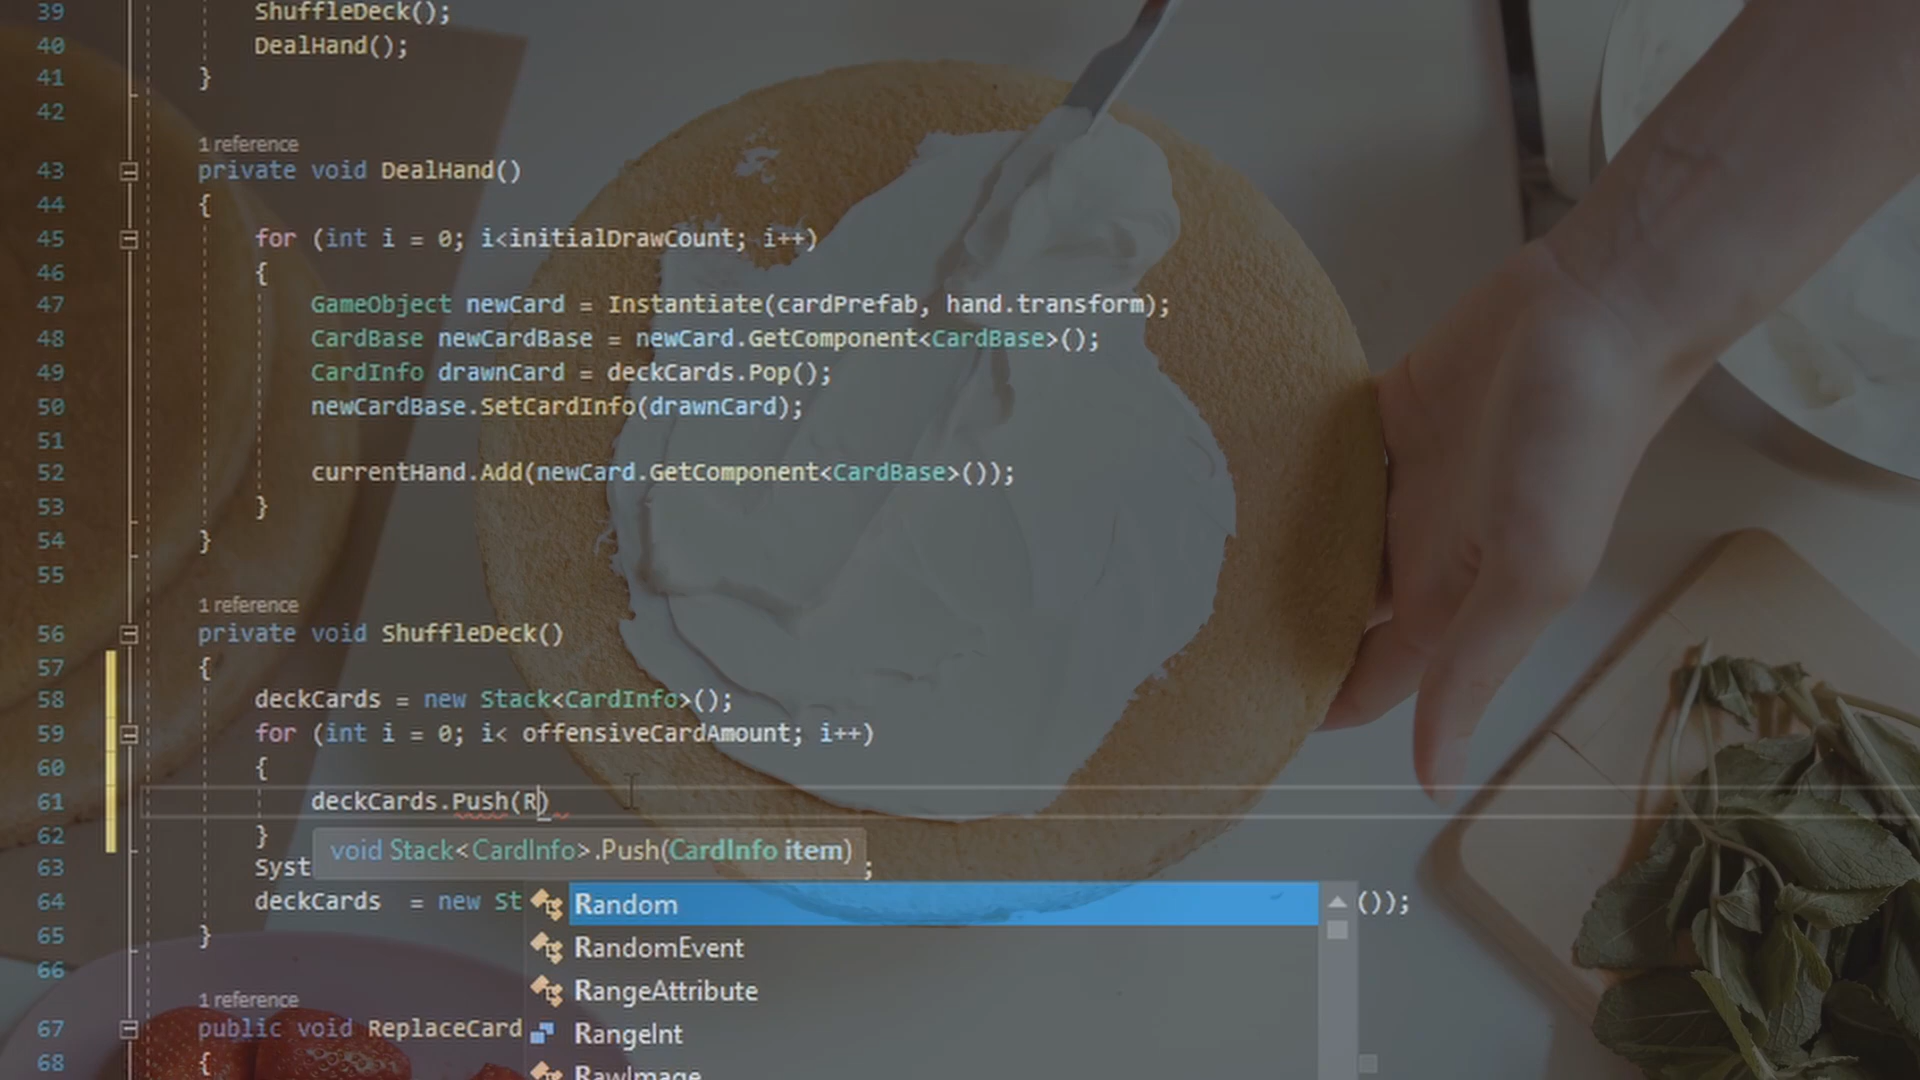 39 ShuffleDeck();
40 DealHand();
41 }
42
1 reference
43 private void DealHand()
44 {
45 for (int i = 0; i<initialDrawCount; i++)
46 {
47 GameObject newCard = Instantiate(cardPrefab, hand.transform);
48 CardBase newCardBase = newCard.GetComponent<CardBase>();
49 CardInfo drawnCard = deckCards.Pop();
50 newCardBase.SetCardInfo(drawnCard);
51
52 currentHand.Add(newCard.GetComponent<CardBase>());
53 }
54 }
55
1 reference
56 private void ShuffleDeck()
57 {
58 deckCards = new Stack<CardInfo>();
59 for (int i = 0; i< offensiveCardAmount; i++)
60 {
61 deckCards.Push(R)
62 }
void Stack<CardInfo>.Push(CardInfo item)
63 Syst ;
64 deckCards = new St ());
Random
65 }
RandomEvent
66
RangeAttribute
1 reference
67 public void ReplaceCard
RangeInt
68 {
RawImage